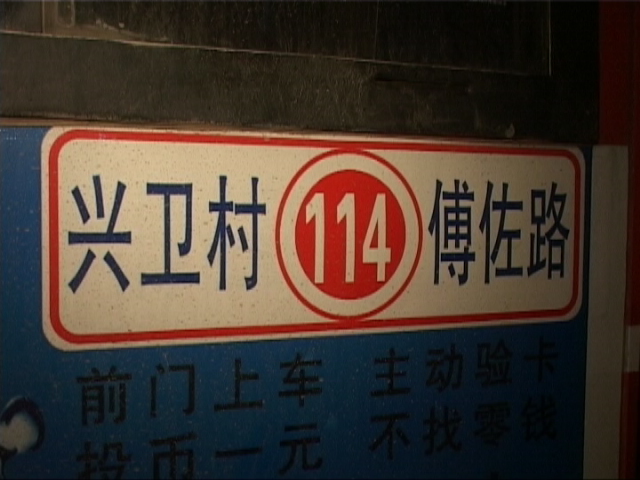 兴卫村 114 傅佐路
前门上车 主动验卡
投币一元 不找零钱